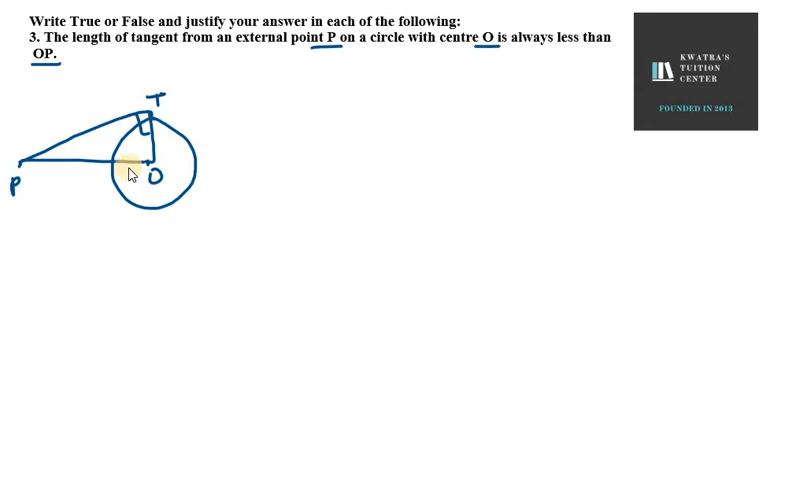 Write True or False and justify your answer in each of the following:
3. The length of tangent from an external point P on a circle with centre O is always less than
OP.
KWATRA'S
TUITION
CENTER
FOUNDED IN 2013
T
P
O